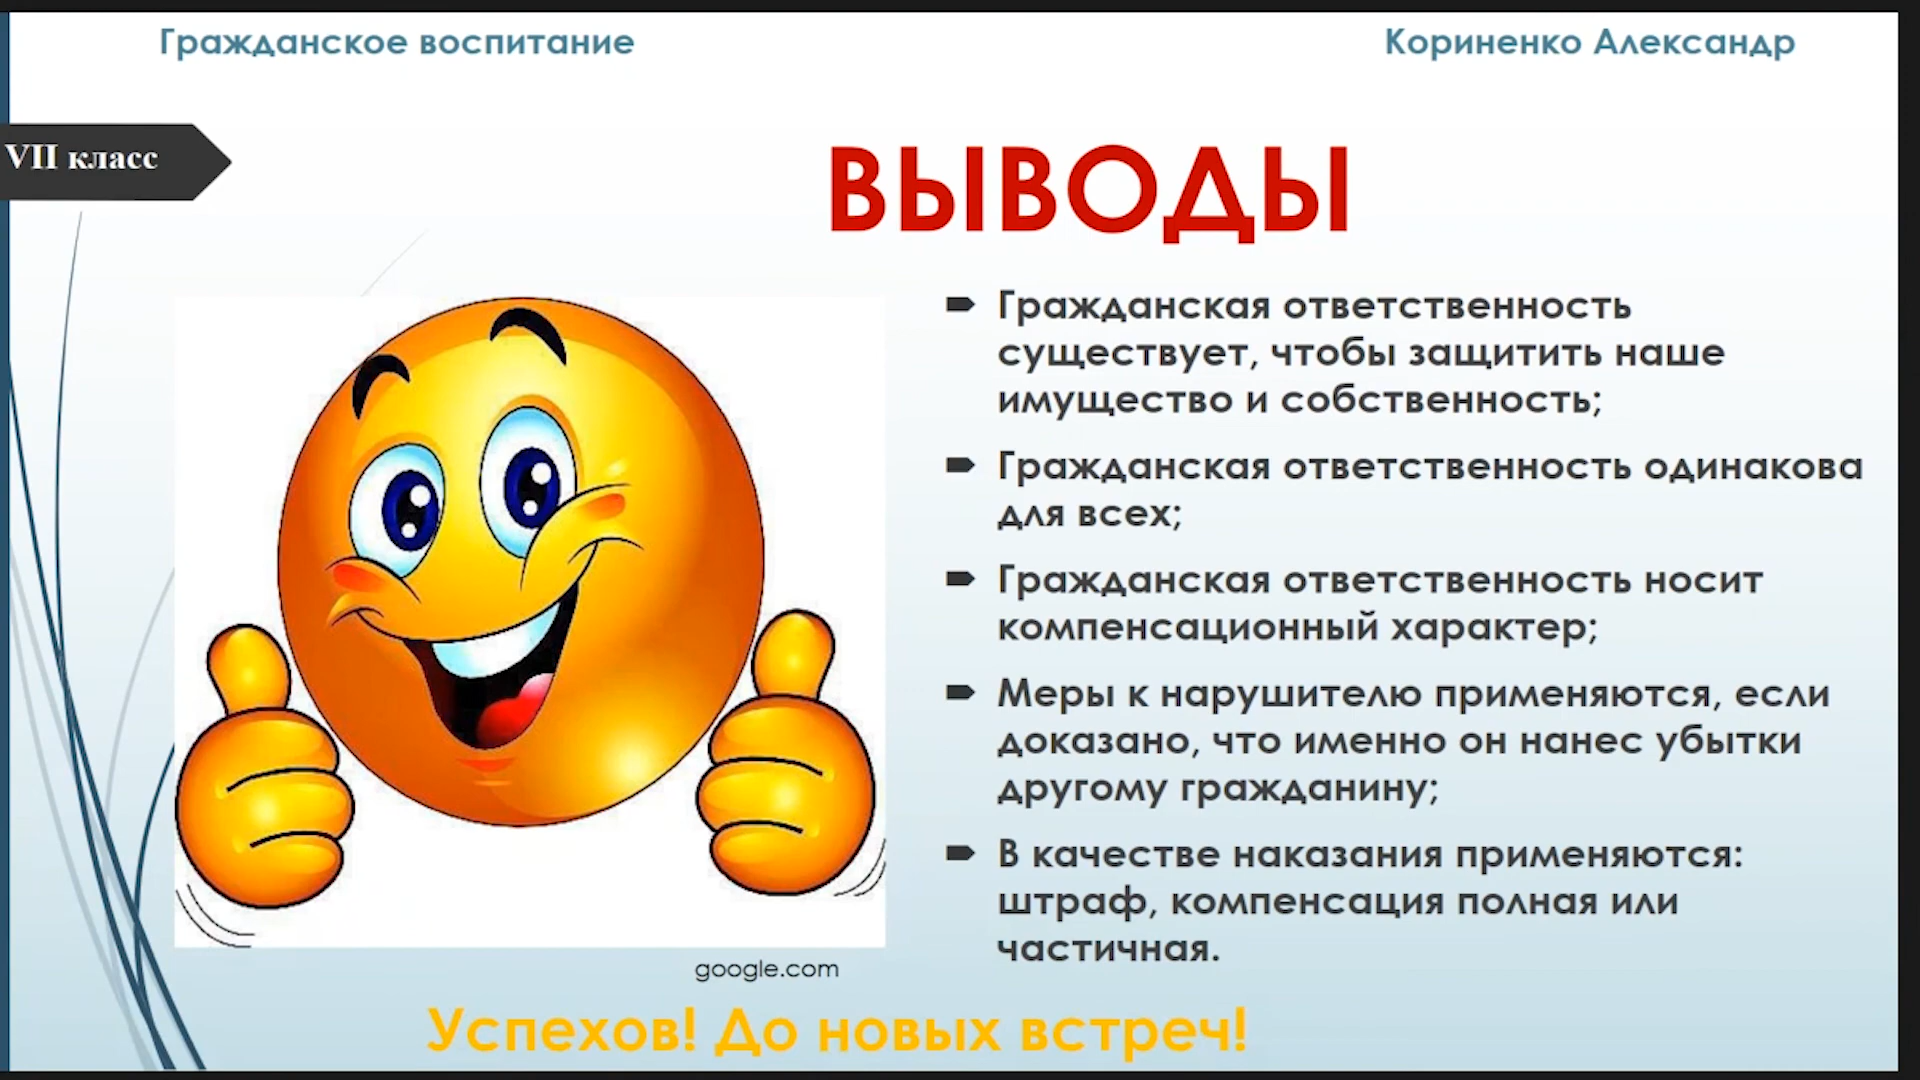 Гражданское воспитание
Кориненко Александр
VII класс
ВЫВОДЫ
Гражданская ответственность
существует, чтобы защитить наше
имущество и собственность;
Гражданская ответственность одинакова
для всех;
Гражданская ответственность носит
компенсационный характер;
Меры к нарушителю применяются, если
доказано, что именно он нанес убытки
другому гражданину;
В качестве наказания применяются:
штраф, компенсация полная или
частичная.
google.com
Успехов! До новых встреч!